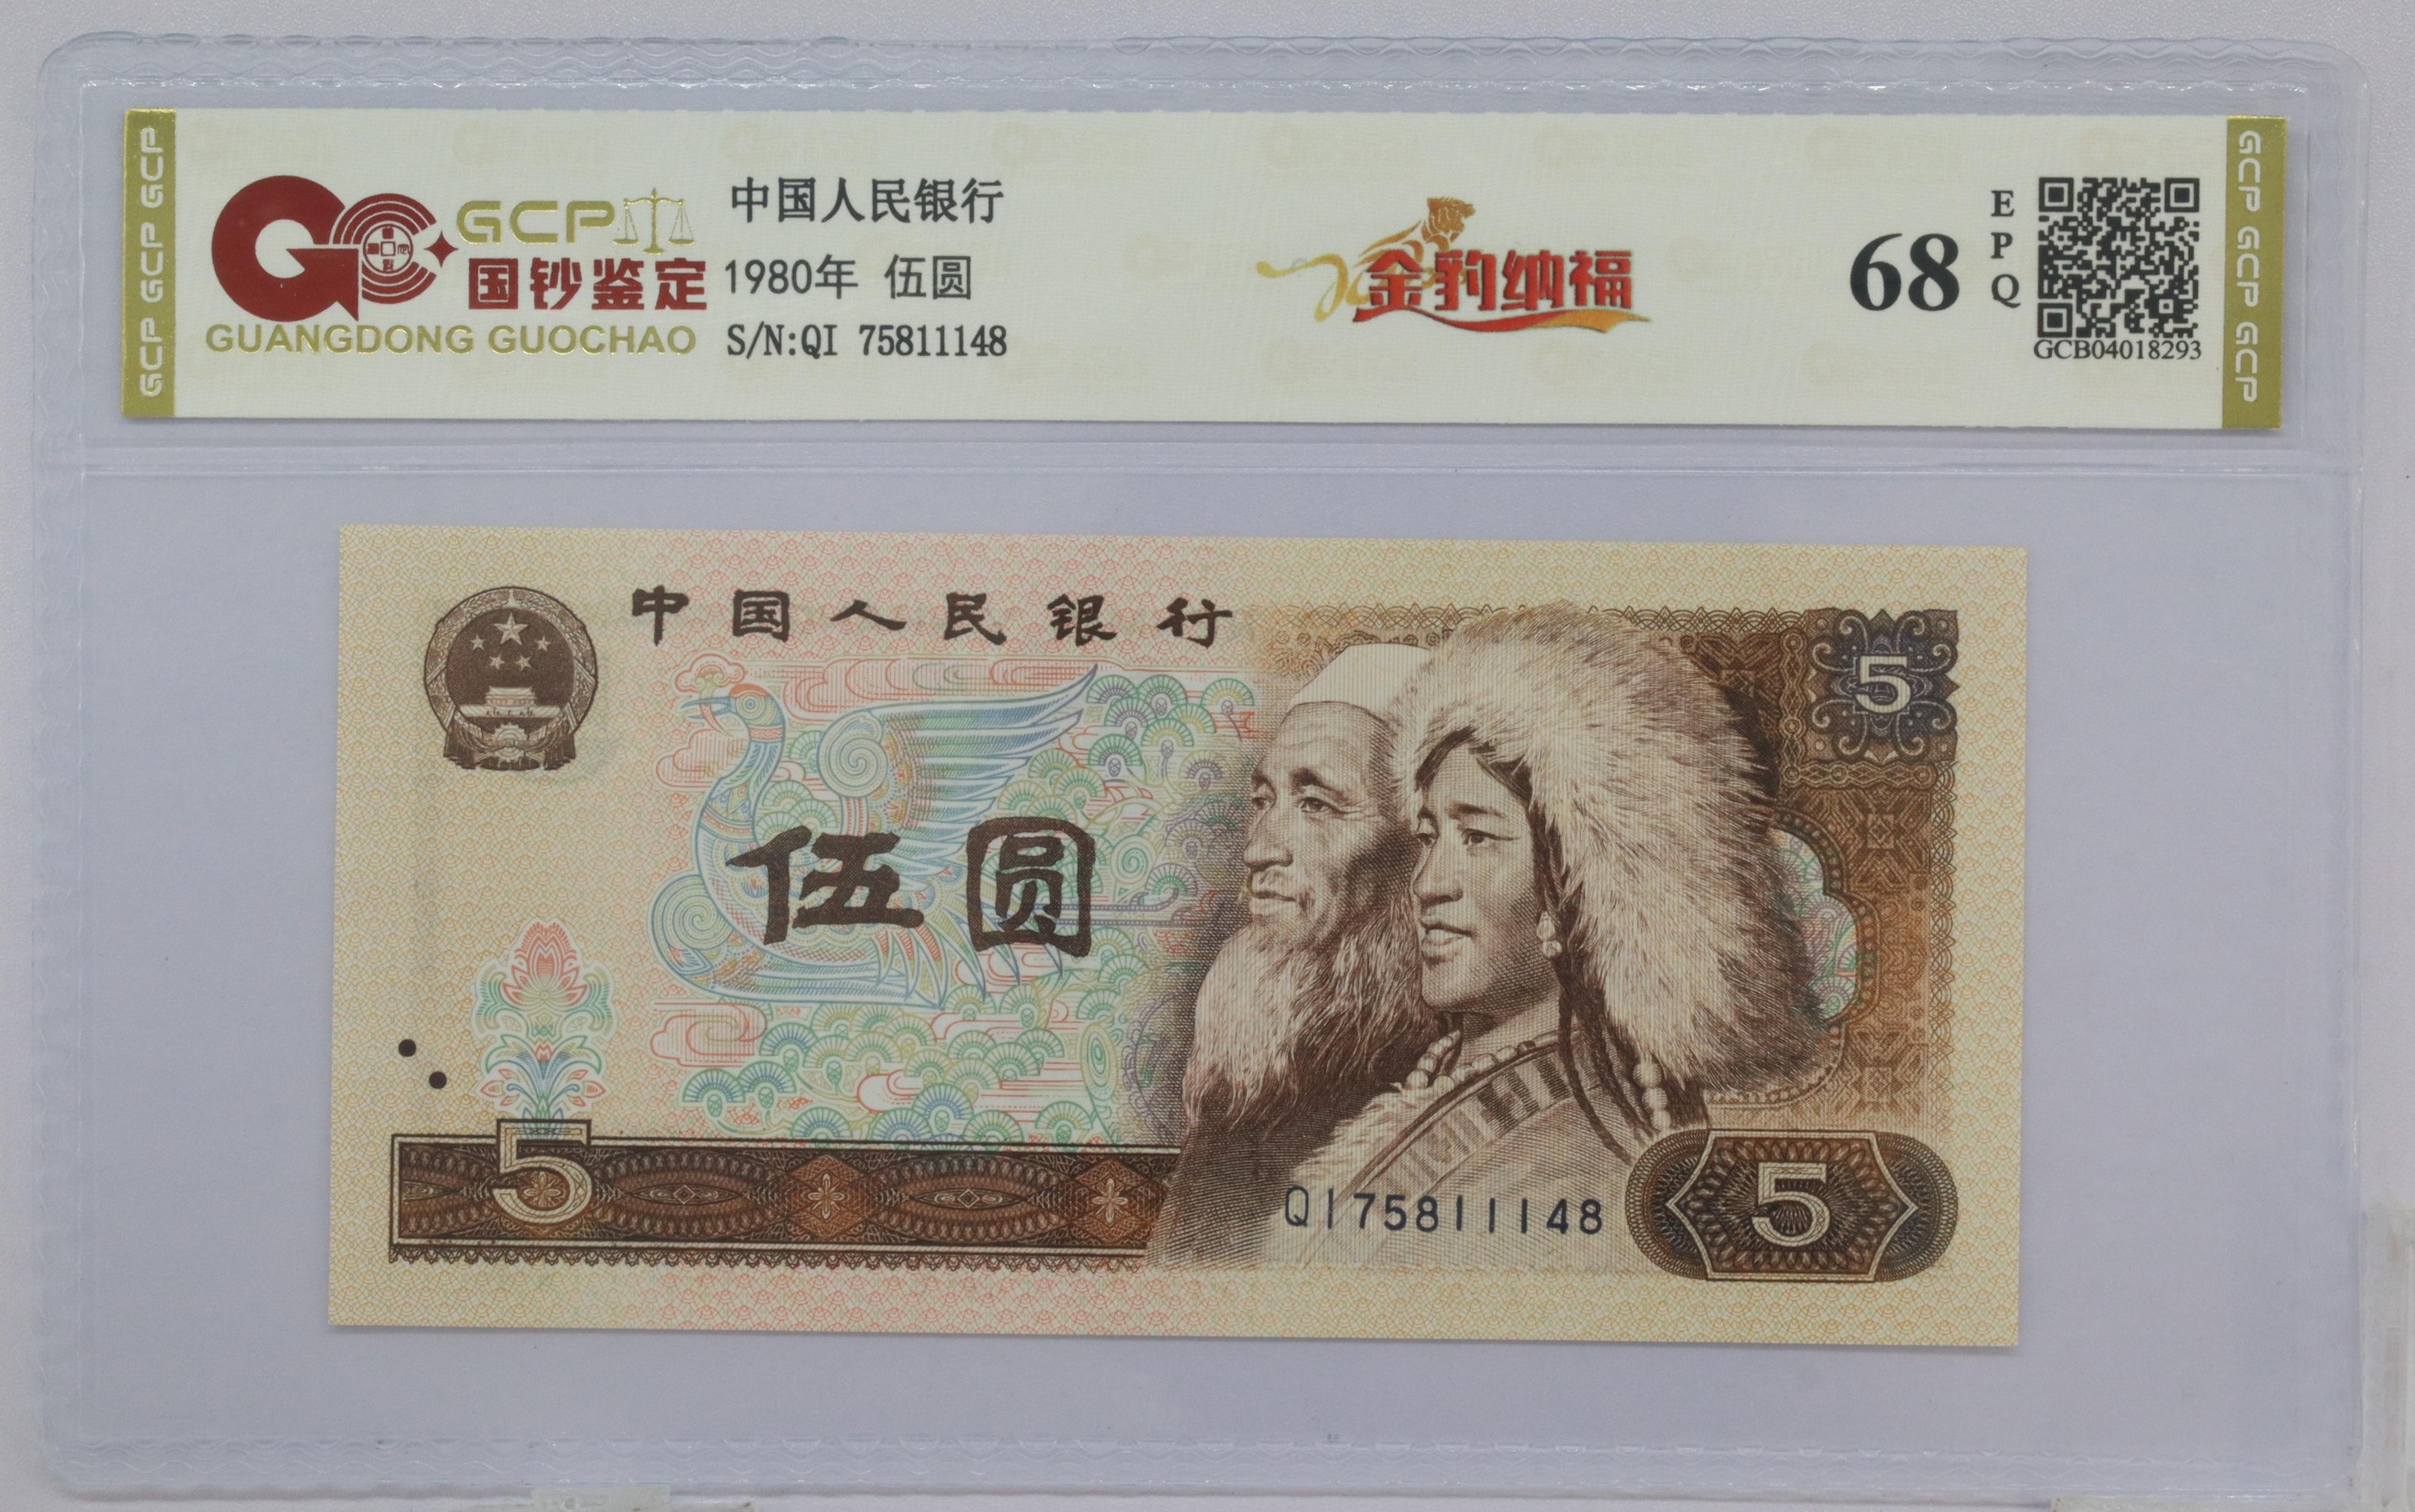 GCP GCP GCP
GCP
国钞鉴定
GUANGDONG GUOCHAO
中国人民银行
1980年 伍圆
S/N:QI 75811148
金豹纳福
68
EPQ
GCB04018293
GCP GCP GCP
中国人民银行
5
伍圆
5
QI75811148
5